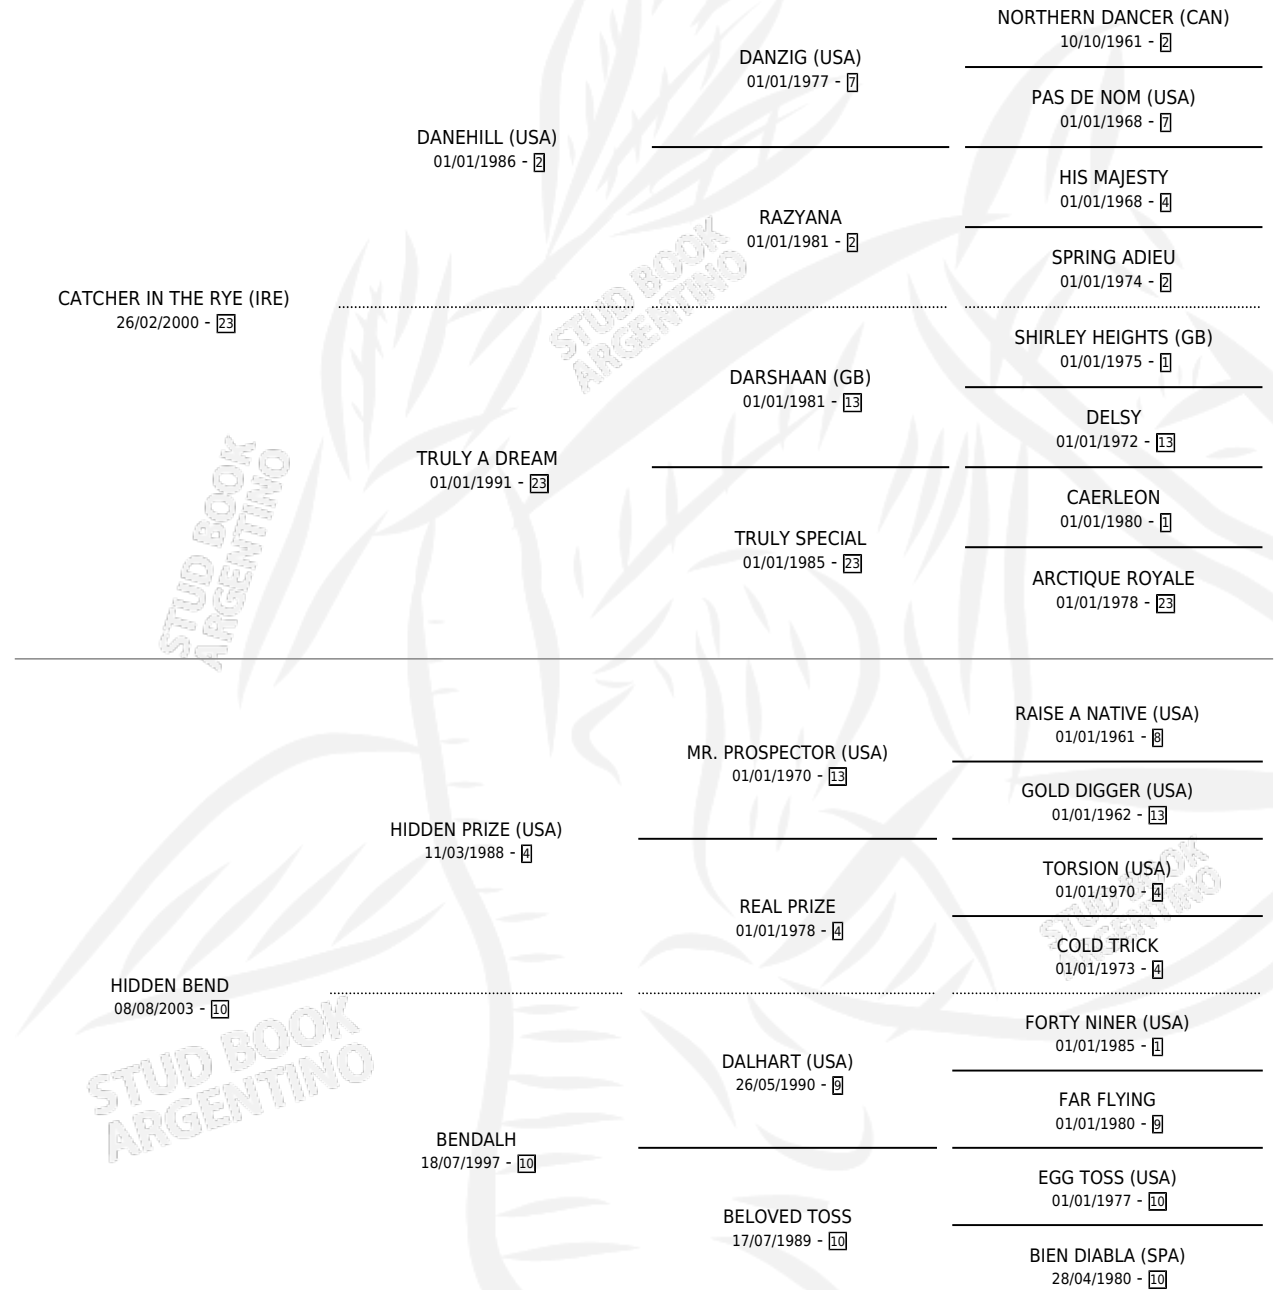 NORTHERN DANCER (CAN)
10/10/1961 - 2
DANZIG (USA)
01/01/1977 - 7
PAS DE NOM (USA)
01/01/1968 - 7
DANEHILL (USA)
01/01/1986 - 2
HIS MAJESTY
01/01/1968 - 4
RAZYANA
01/01/1981 - 2
SPRING ADIEU
01/01/1974 - 2
CATCHER IN THE RYE (IRE)
26/02/2000 - 23
STUD BOOK
ARGENTINO
SHIRLEY HEIGHTS (GB)
01/01/1975 - 1
DARSHAAN (GB)
01/01/1981 - 13
DELSY
01/01/1972 - 13
TRULY A DREAM
01/01/1991 - 23
CAERLEON
01/01/1980 - 1
TRULY SPECIAL
01/01/1985 - 23
ARCTIQUE ROYALE
01/01/1978 - 23
STUD BOOK
ARGENTINO
RAISE A NATIVE (USA)
01/01/1961 - 8
MR. PROSPECTOR (USA)
01/01/1970 - 13
GOLD DIGGER (USA)
01/01/1962 - 13
HIDDEN PRIZE (USA)
11/03/1988 - 4
TORSION (USA)
01/01/1970 - 4
REAL PRIZE
01/01/1978 - 4
COLD TRICK
01/01/1973 - 4
STUD BOOK
ARGENTINO
HIDDEN BEND
08/08/2003 - 10
FORTY NINER (USA)
01/01/1985 - 1
DALHART (USA)
26/05/1990 - 9
FAR FLYING
01/01/1980 - 9
STUD BOOK
ARGENTINO
BENDALH
18/07/1997 - 10
EGG TOSS (USA)
01/01/1977 - 10
BELOVED TOSS
17/07/1989 - 10
BIEN DIABLA (SPA)
28/04/1980 - 10